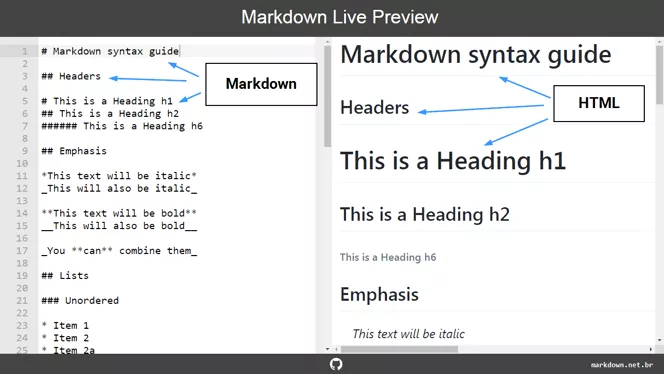 Markdown Live Preview
1 # Markdown syntax guide
2
3 ## Headers
4
5 # This is a Heading h1
6 ## This is a Heading h2
7 ###### This is a Heading h6
8
9 ## Emphasis
10
11 *This text will be italic*
12 _This will also be italic_
13
14 **This text will be bold**
15 __This will also be bold__
16
17 _You **can** combine them_
18
19 ## Lists
20
21 ### Unordered
22
23 * Item 1
24 * Item 2
25 * Item 2a
Markdown
Markdown syntax guide
Headers
This is a Heading h1
This is a Heading h2
This is a Heading h6
Emphasis
This text will be italic
HTML
markdown.net.br